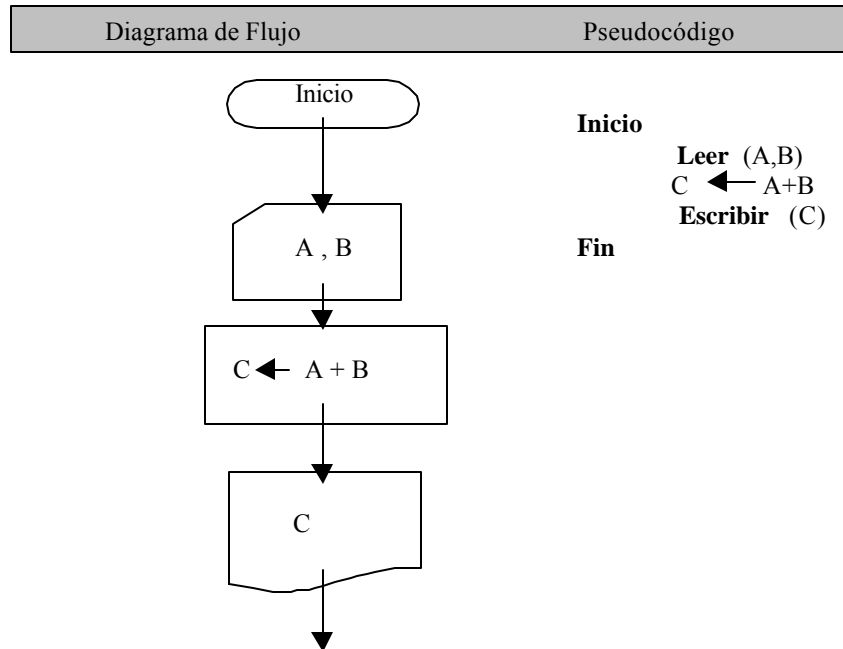 Diagrama de Flujo Pseudocódigo
Inicio
A , B
C ← A + B
C
Inicio
Leer (A,B)
C ← A+B
Escribir (C)
Fin